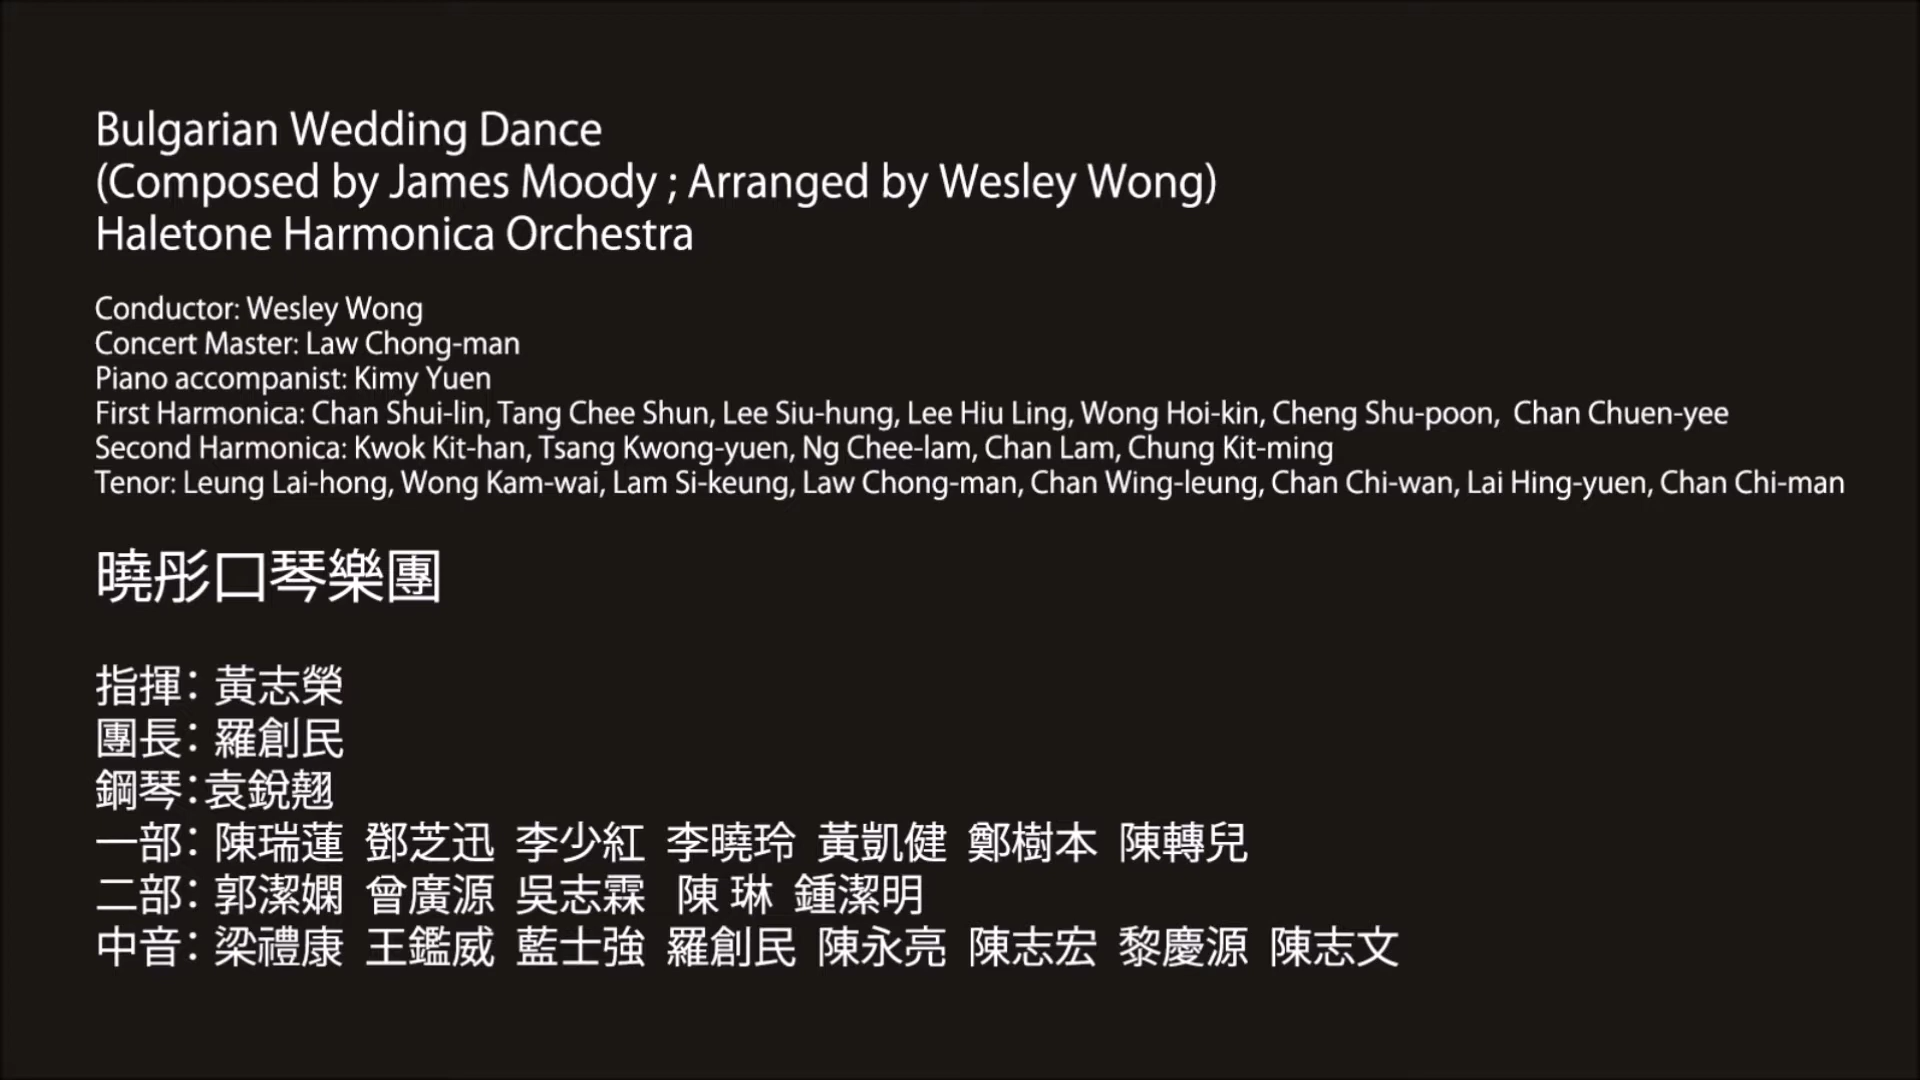 Bulgarian Wedding Dance
(Composed by James Moody ; Arranged by Wesley Wong)
Haletone Harmonica Orchestra
Conductor: Wesley Wong
Concert Master: Law Chong-man
Piano accompanist: Kimy Yuen
First Harmonica: Chan Shui-lin, Tang Chee Shun, Lee Siu-hung, Lee Hiu Ling, Wong Hoi-kin, Cheng Shu-poon, Chan Chuen-yee
Second Harmonica: Kwok Kit-han, Tsang Kwong-yuen, Ng Chee-lam, Chan Lam, Chung Kit-ming
Tenor: Leung Lai-hong, Wong Kam-wai, Lam Si-keung, Law Chong-man, Chan Wing-leung, Chan Chi-wan, Lai Hing-yuen, Chan Chi-man
曉彤口琴樂團
指揮：黃志榮
團長：羅創民
鋼琴：袁銳翹
一部：陳瑞蓮 鄧芝迅 李少紅 李曉玲 黃凱健 鄭樹本 陳轉兒
二部：郭潔嫻 曾廣源 吳志霖 陳 琳 鍾潔明
中音：梁禮康 王鑑威 藍士強 羅創民 陳永亮 陳志宏 黎慶源 陳志文